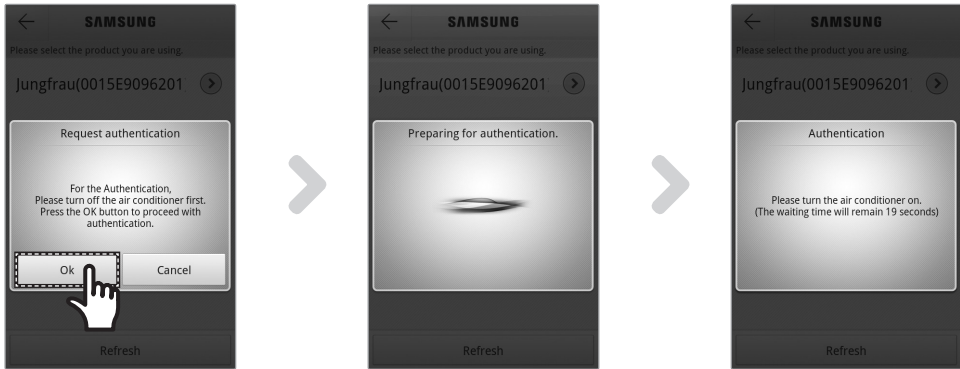 SAMSUNG
Please select the product you are using.
Jungfrau(0015E9096201
Request authentication
For the Authentication,
Please turn off the air conditioner first.
Press the OK button to proceed with
authentication.
Ok
Cancel
Refresh
SAMSUNG
Please select the product you are using.
Jungfrau(0015E9096201
Preparing for authentication.
Refresh
SAMSUNG
Please select the product you are using.
Jungfrau(0015E9096201
Authentication
Please turn the air conditioner on.
(The waiting time will remain 19 seconds)
Refresh